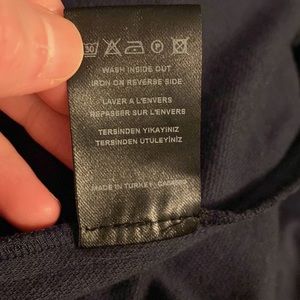 30
WASH INSIDE OUT
IRON ON REVERSE SIDE
LAVER A L'ENVERS
REPASSER SUR L'ENVERS
TERSİNDEN YIKAYINIZ
TERSİNDEN ÜTÜLEYİNİZ
MADE IN TURKEY,